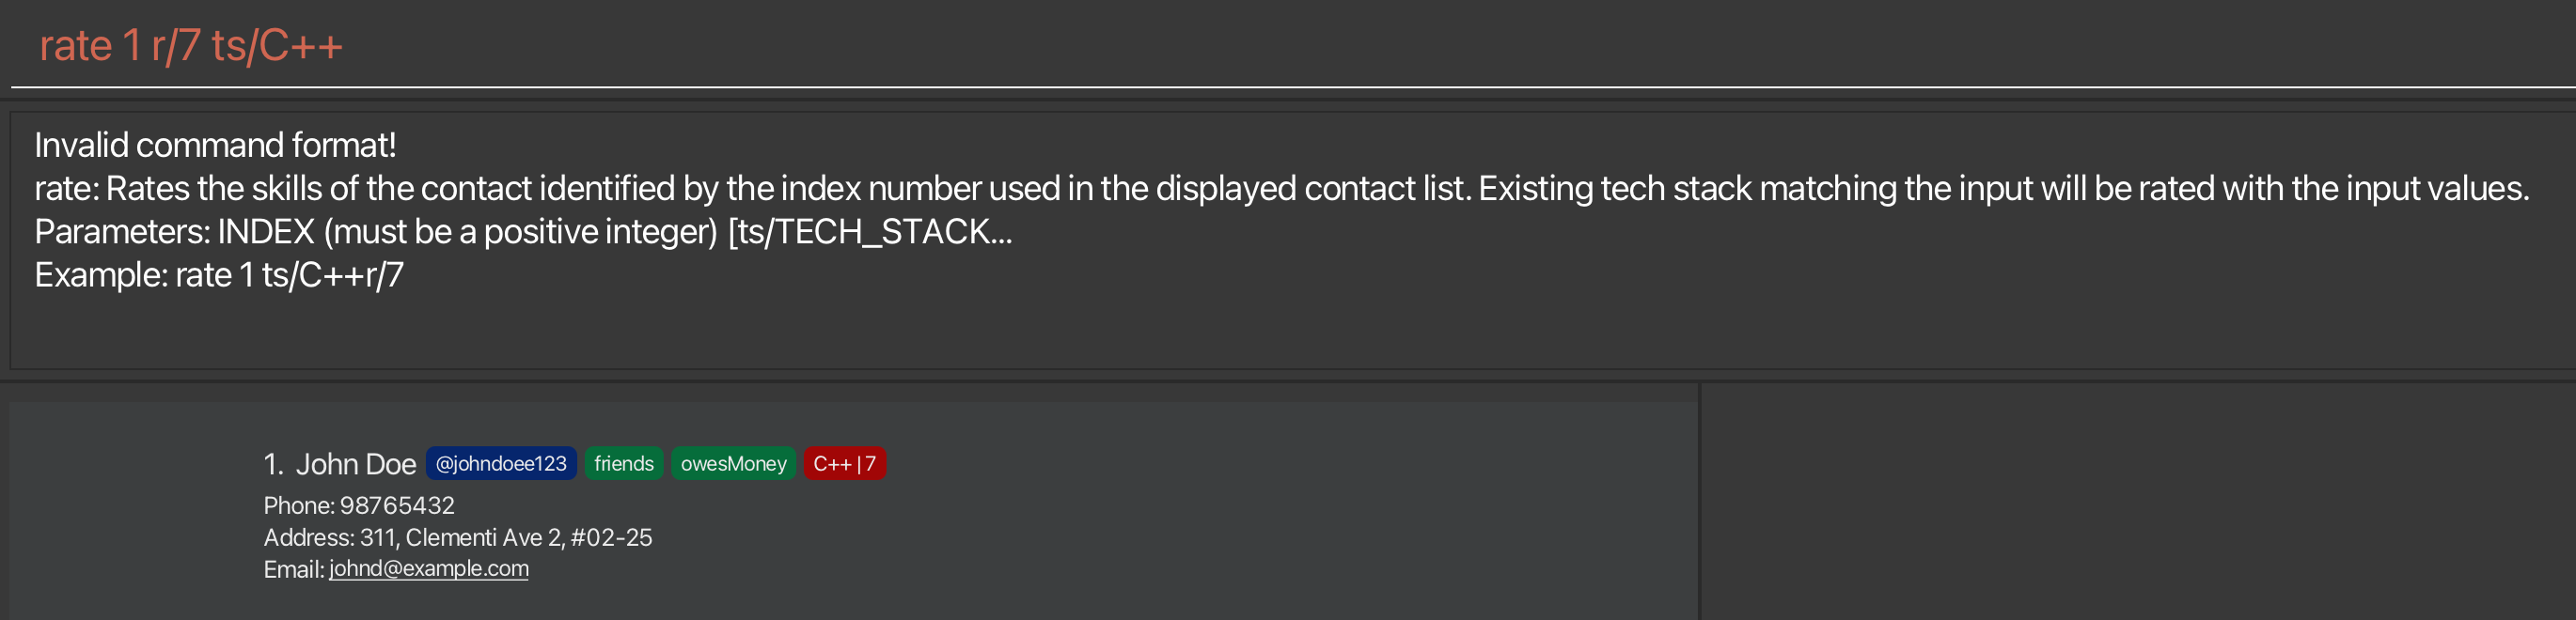 rate 1 r/7 ts/C++
Invalid command format!
rate: Rates the skills of the contact identified by the index number used in the displayed contact list. Existing tech stack matching the input will be rated with the input values.
Parameters: INDEX (must be a positive integer) [ts/TECH_STACK...
Example: rate 1 ts/C++r/7
1. John Doe @johndoee123 friends owesMoney C++ | 7
Phone: 98765432
Address: 311, Clementi Ave 2, #02-25
Email: johnd@example.com